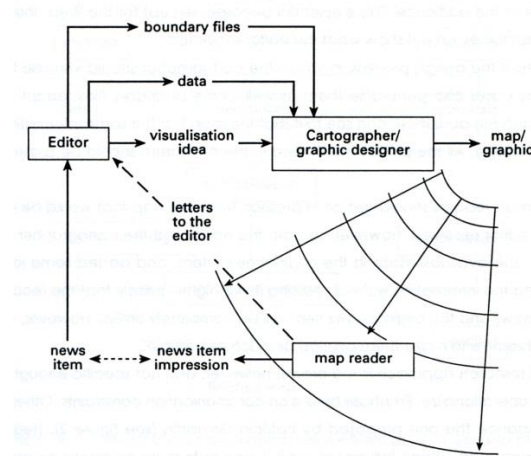 boundary files
data
Editor
visualisation
idea
Cartographer/
graphic designer
map/
graphic
letters
to the
editor
news
item
news item
impression
map reader